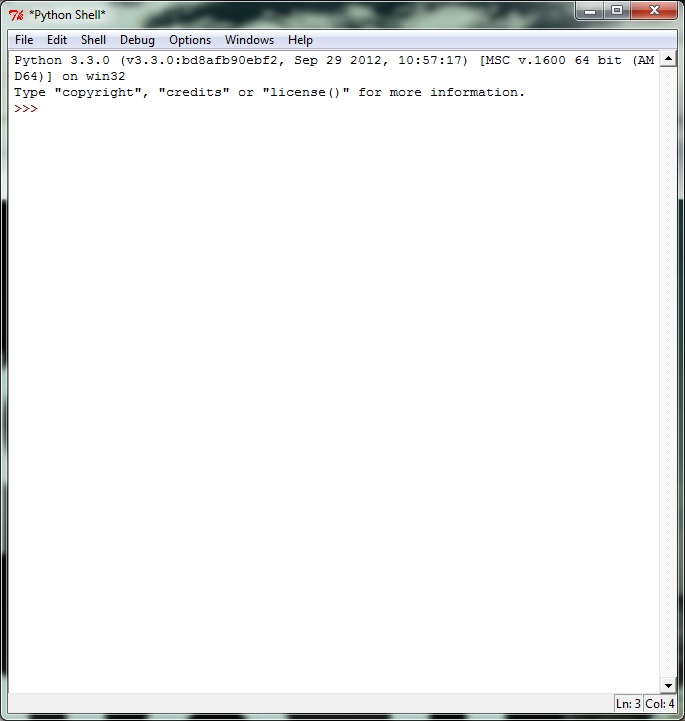 *Python Shell*
File Edit Shell Debug Options Windows Help
Python 3.3.0 (v3.3.0:bd8afb90ebf2, Sep 29 2012, 10:57:17) [MSC v.1600 64 bit (AM
D64)] on win32
Type "copyright", "credits" or "license()" for more information.
>>>
Ln: 3 Col: 4